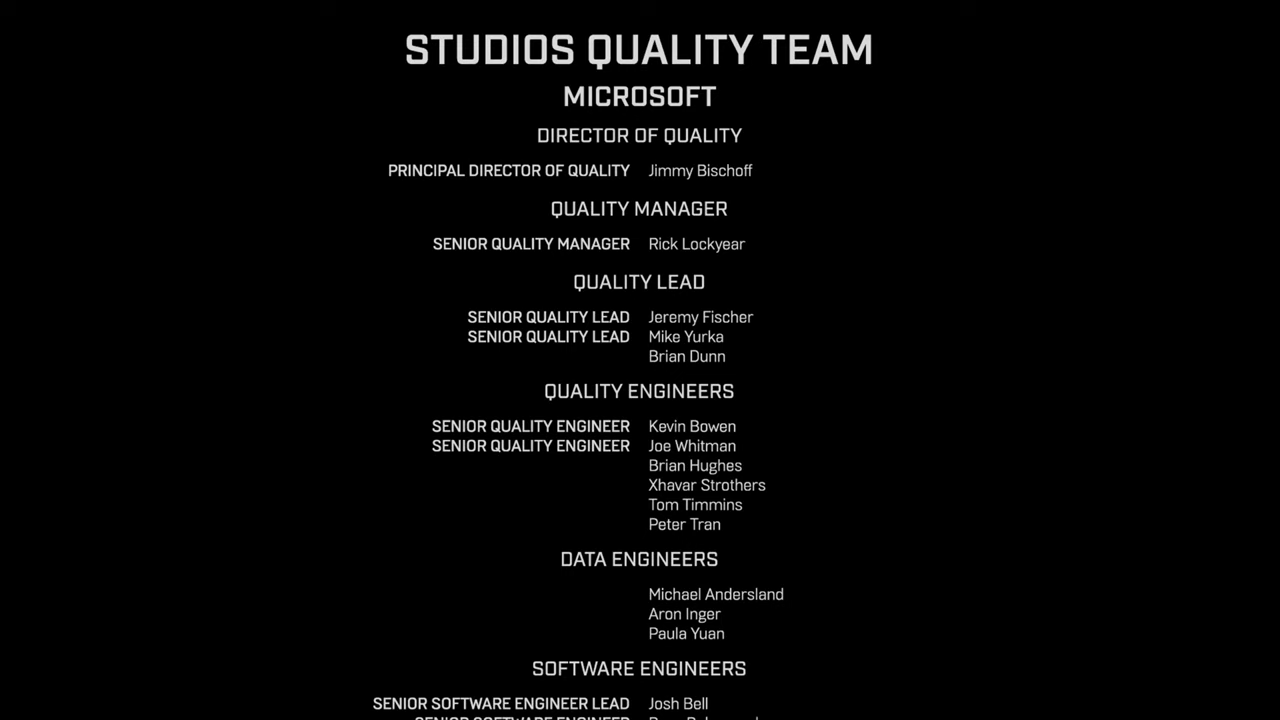 STUDIOS QUALITY TEAM
MICROSOFT
DIRECTOR OF QUALITY
PRINCIPAL DIRECTOR OF QUALITY Jimmy Bischoff
QUALITY MANAGER
SENIOR QUALITY MANAGER Rick Lockyear
QUALITY LEAD
SENIOR QUALITY LEAD Jeremy Fischer
SENIOR QUALITY LEAD Mike Yurka
Brian Dunn
QUALITY ENGINEERS
SENIOR QUALITY ENGINEER Kevin Bowen
SENIOR QUALITY ENGINEER Joe Whitman
Brian Hughes
Xhavar Strothers
Tom Timmins
Peter Tran
DATA ENGINEERS
Michael Andersland
Aron Inger
Paula Yuan
SOFTWARE ENGINEERS
SENIOR SOFTWARE ENGINEER LEAD Josh Bell
SENIOR SOFTWARE ENGINEER